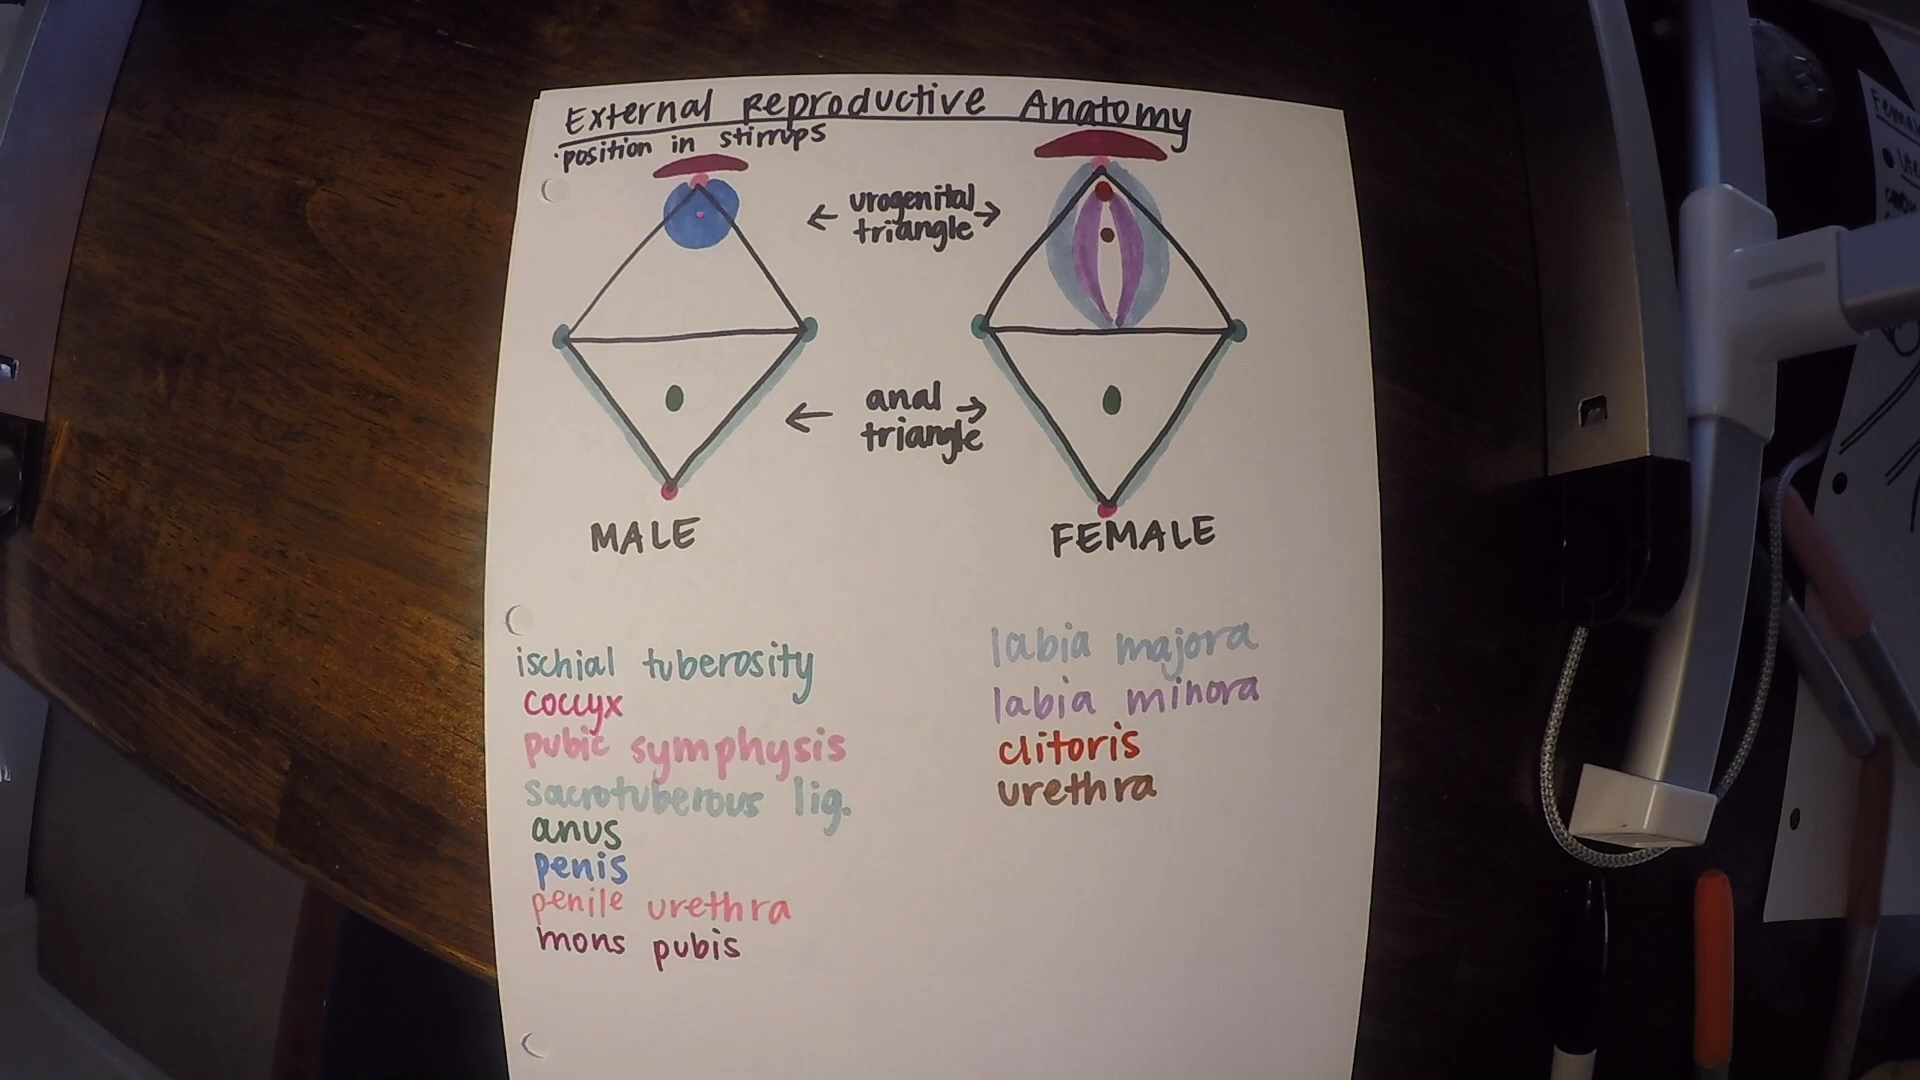 External Reproductive Anatomy
·position in stirrups
← urogenital →
triangle
← anal →
triangle
MALE
FEMALE
ischial tuberosity
coccyx
pubic symphysis
sacrotuberous lig.
anus
penis
penile urethra
mons pubis
labia majora
labia minora
clitoris
urethra